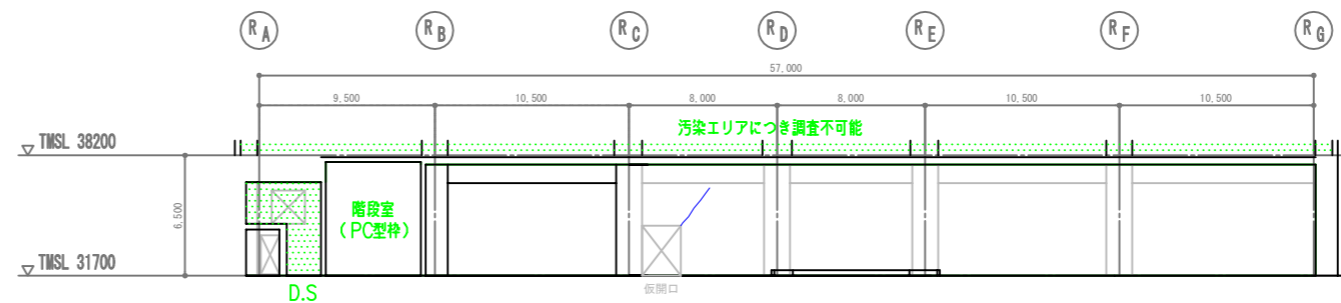 RA RB RC RD RE RF RG
57,000
9,500 10,500 8,000 8,000 10,500 10,500
汚染エリアにつき調査不可能
TMSL 38200
6,500
階段室
(PC型枠)
TMSL 31700
D.S
仮開口